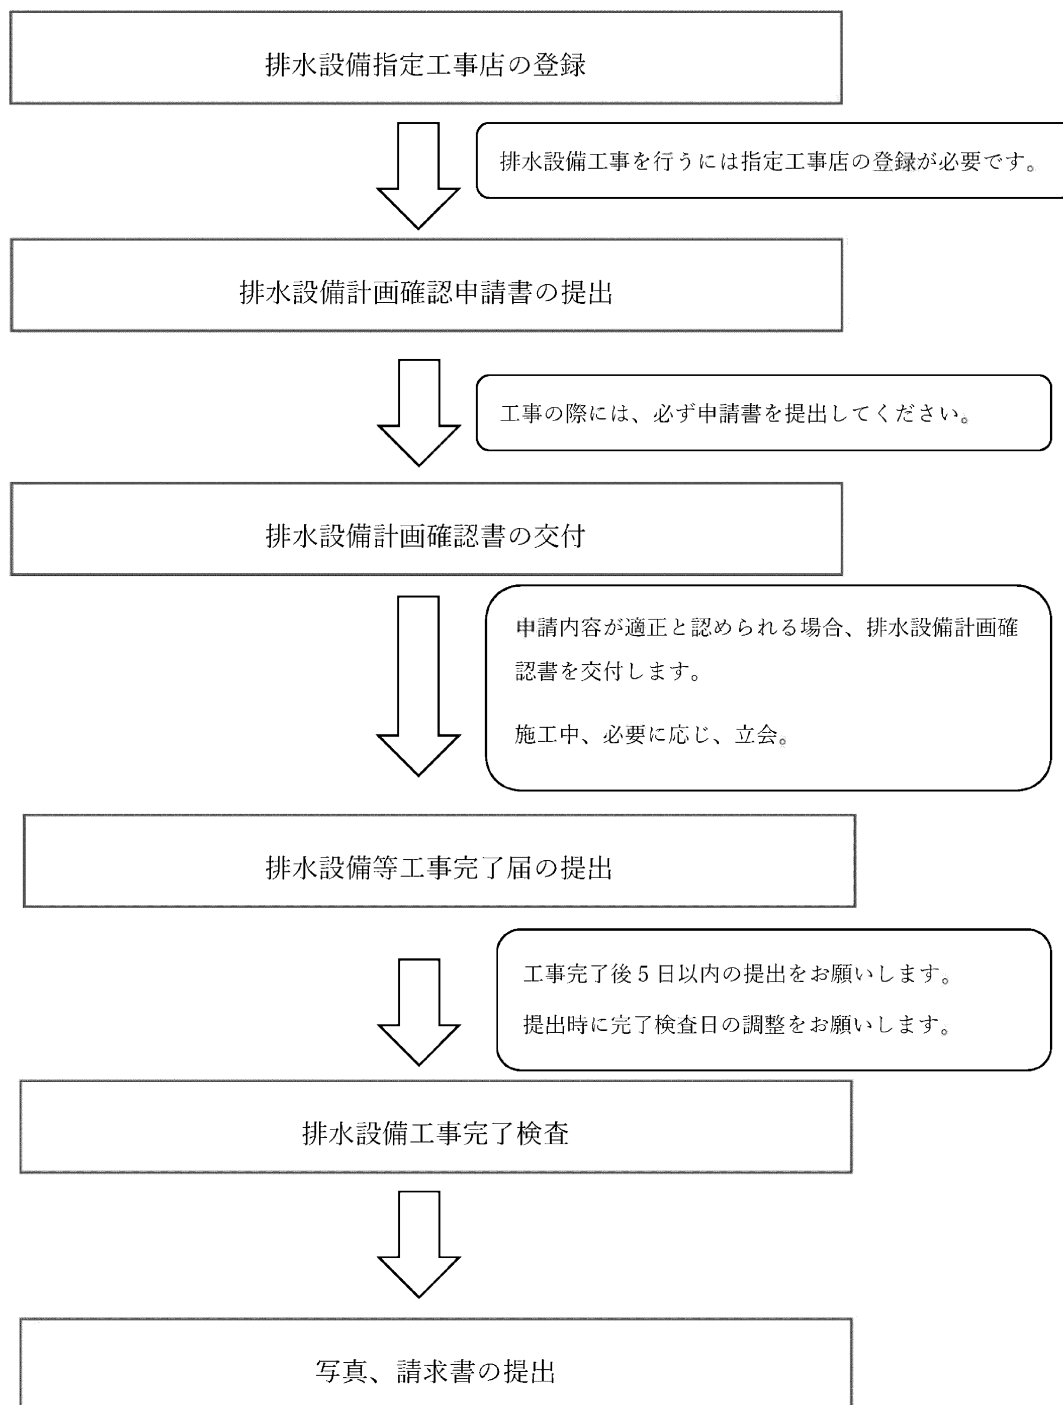 排水設備指定工事店の登録
排水設備工事を行うには指定工事店の登録が必要です。
排水設備計画確認申請書の提出
工事の際には、必ず申請書を提出してください。
排水設備計画確認書の交付
申請内容が適正と認められる場合、排水設備計画確
認書を交付します。
施工中、必要に応じ、立会。
排水設備等工事完了届の提出
工事完了後5日以内の提出をお願いします。
提出時に完了検査日の調整をお願いします。
排水設備工事完了検査
写真、請求書の提出